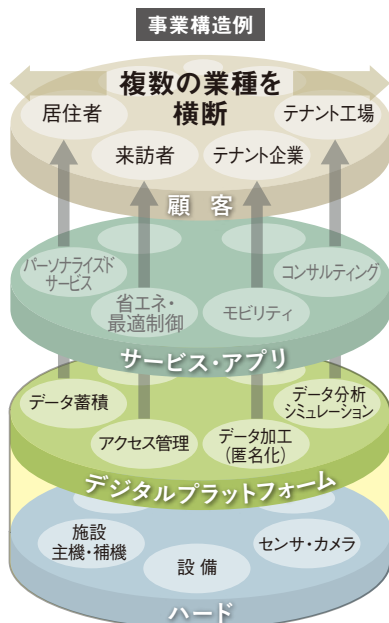 事業構造例
複数の業種を
横断
居住者
テナント工場
来訪者
テナント企業
顧 客
パーソナライズド
サービス
コンサルティング
省エネ・
最適制御
モビリティ
サービス・アプリ
データ蓄積
データ分析
シミュレーション
アクセス管理
データ加工
(匿名化)
デジタルプラットフォーム
施設
主機・補機
センサ・カメラ
設 備
ハード